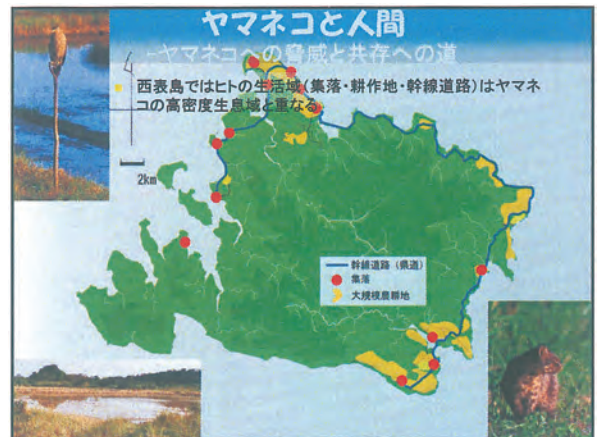 ヤマネコと人間
-ヤマネコへの脅威と共存への道
西表島ではヒトの生活域(集落・耕作地・幹線道路)はヤマネ
コの高密度生息域と重なる
2km
幹線道路(県道)
集落
大規模農耕地